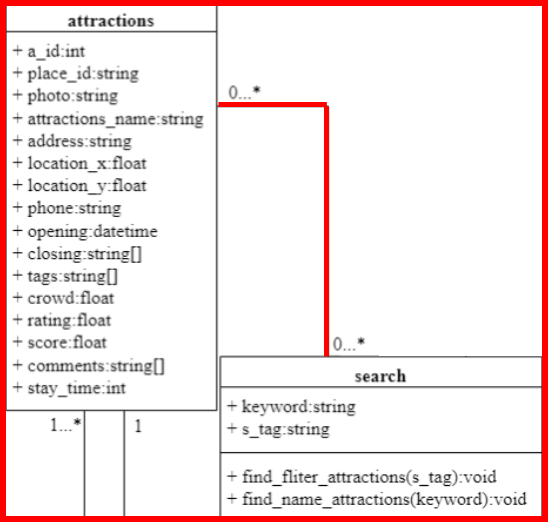 attractions
+ a_id:int
+ place_id:string
+ photo:string
+ attractions_name:string
+ address:string
+ location_x:float
+ location_y:float
+ phone:string
+ opening:datetime
+ closing:string[]
+ tags:string[]
+ crowd:float
+ rating:float
+ score:float
+ comments:string[]
+ stay_time:int
0...*
0...*
1...*
1
search
+ keyword:string
+ s_tag:string
+ find_fliter_attractions(s_tag):void
+ find_name_attractions(keyword):void